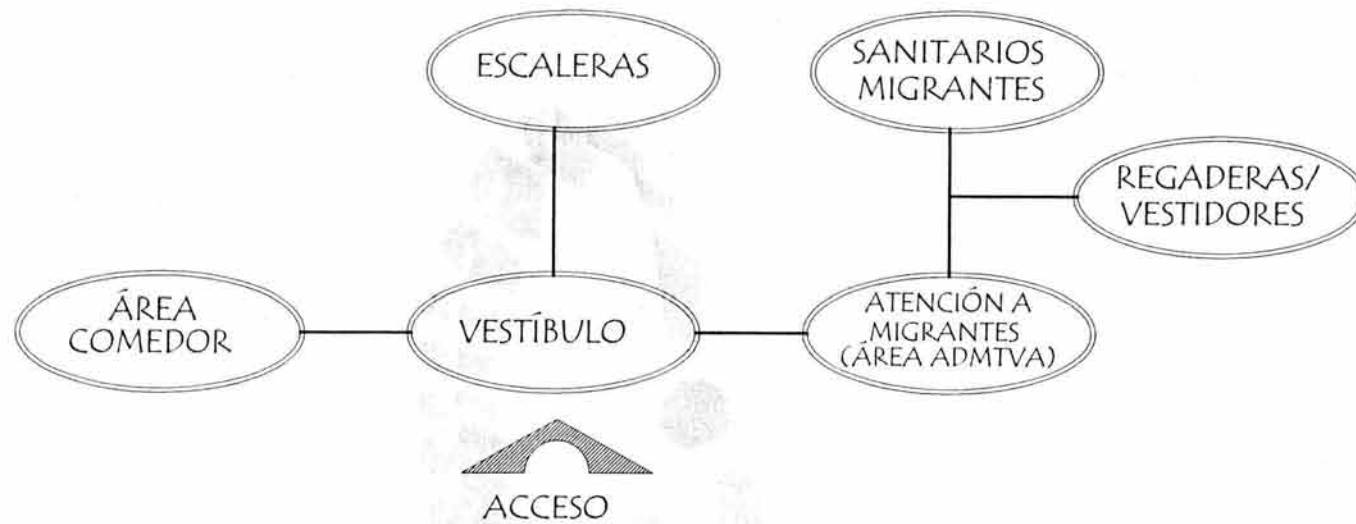 ESCALERAS
SANITARIOS
MIGRANTES
REGADERAS/
VESTIDORES
ÁREA
COMEDOR
VESTÍBULO
ATENCIÓN A
MIGRANTES
(ÁREA ADMTVA)
ACCESO